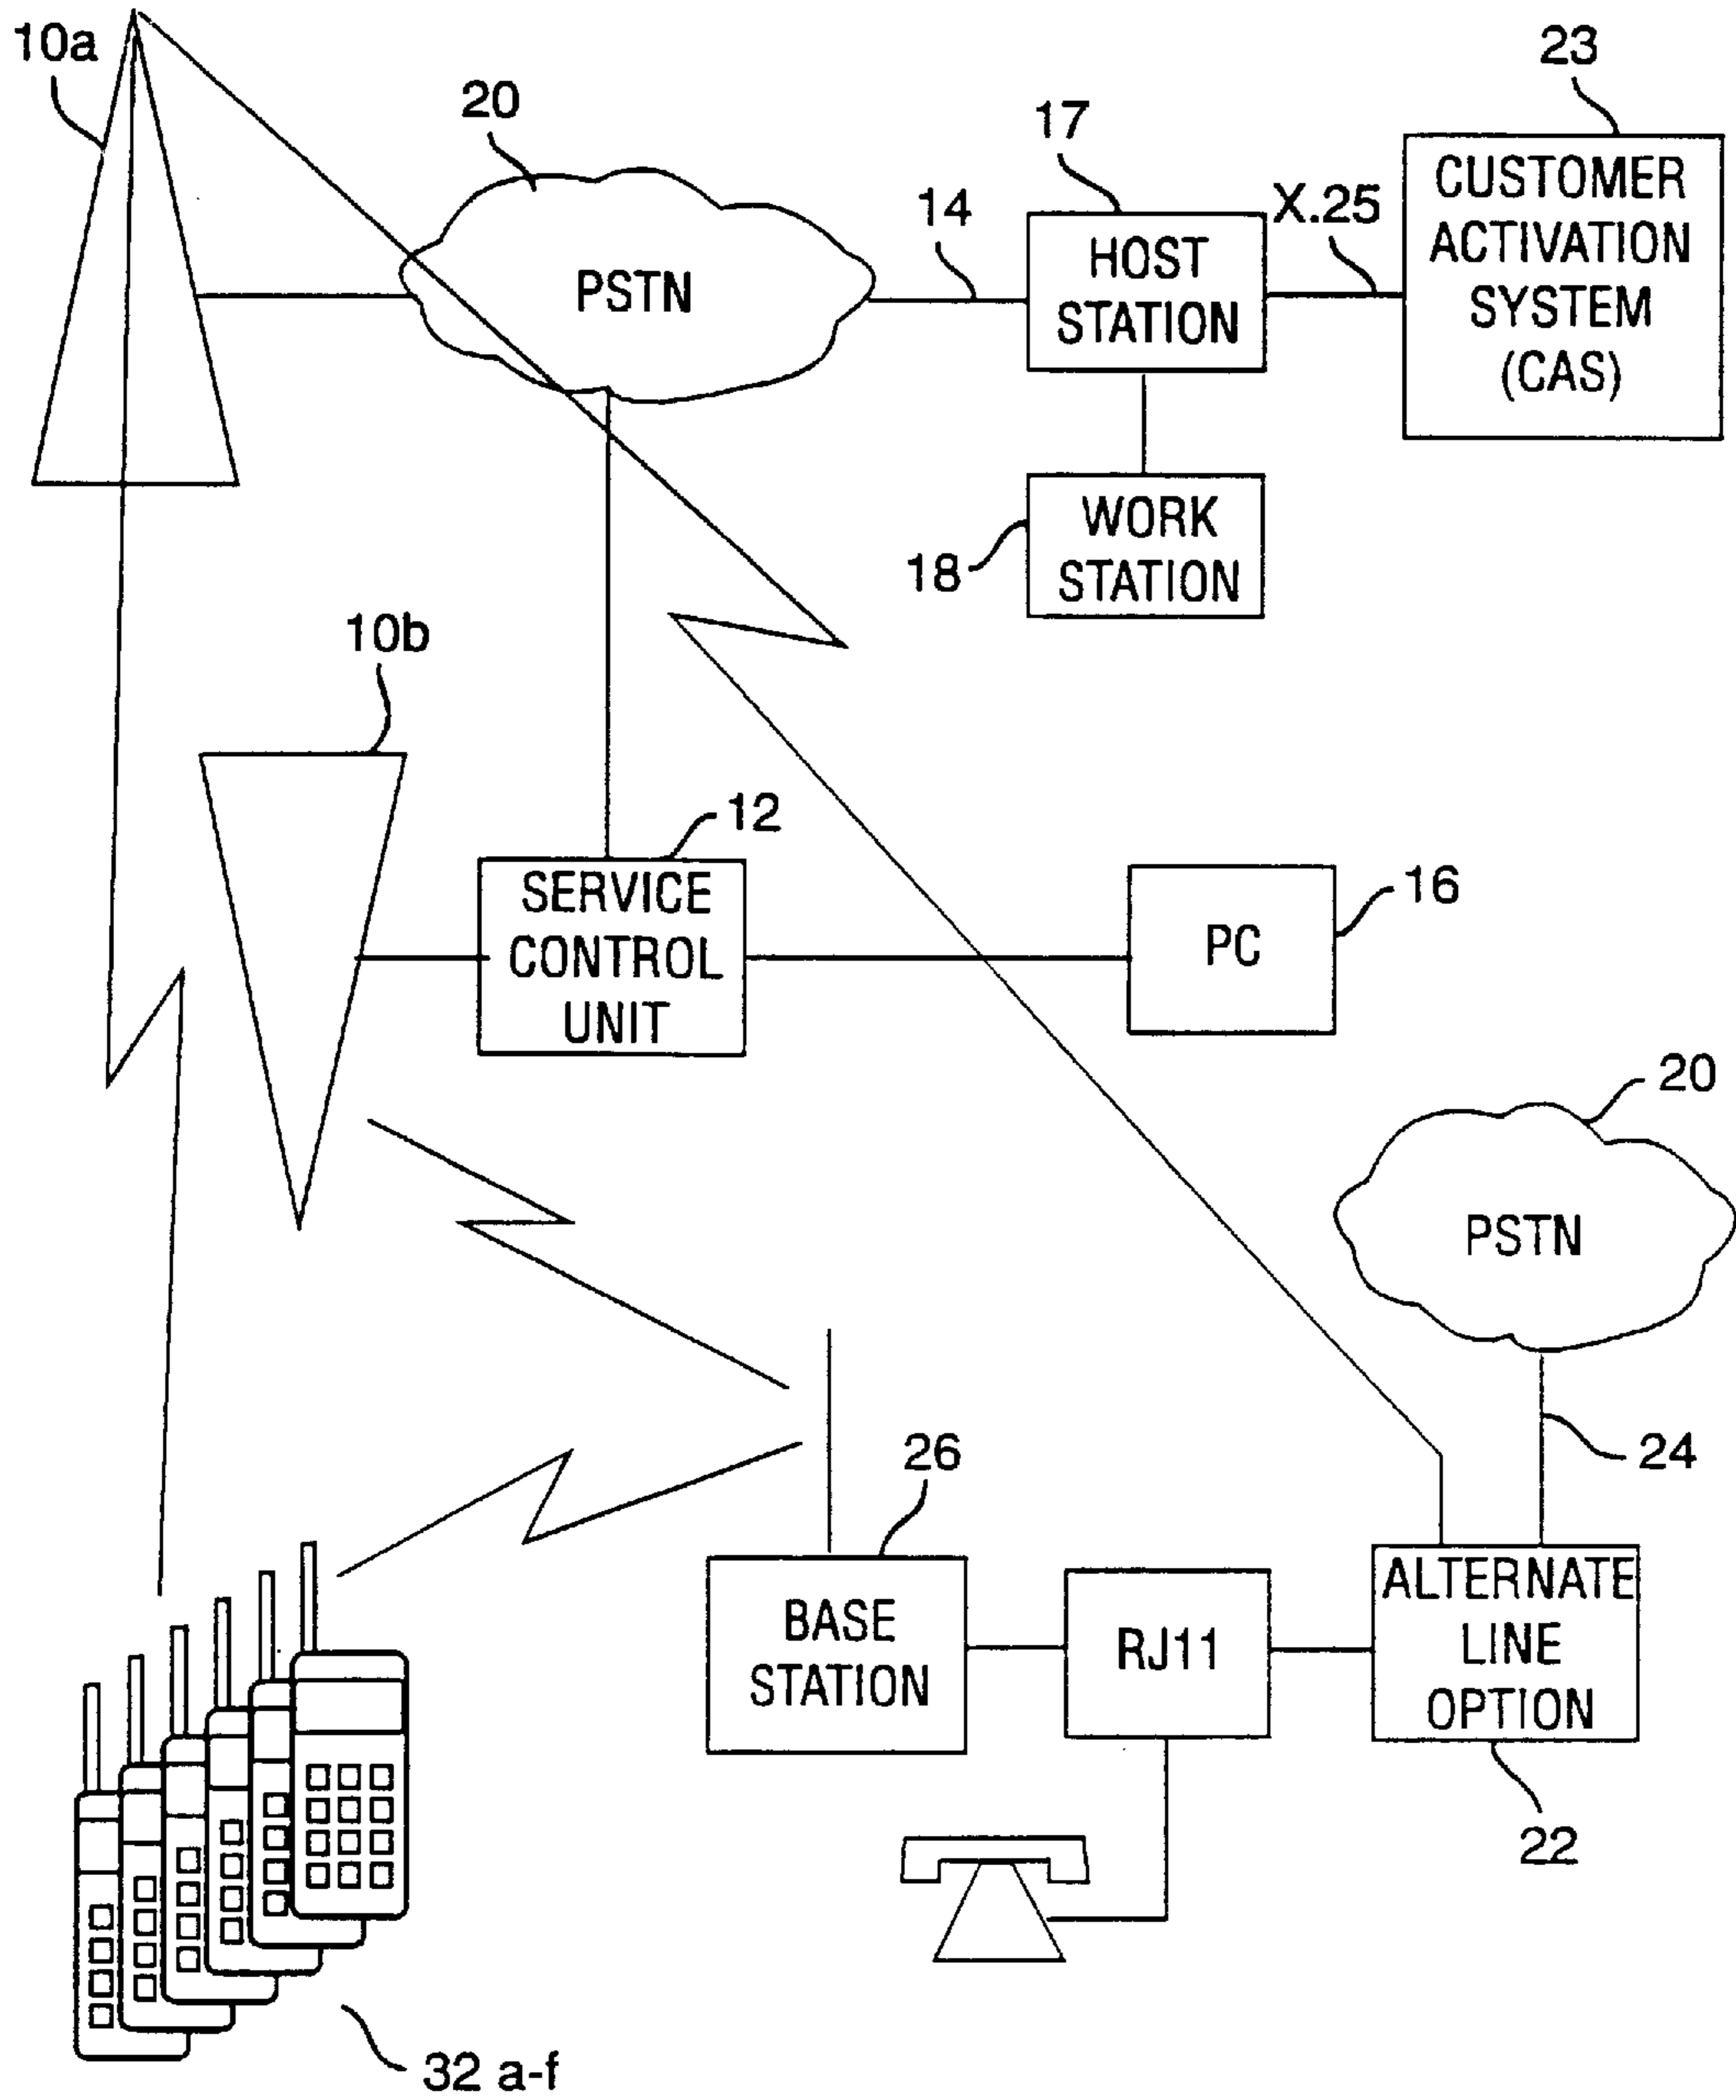 10a
20
17
23
14
X.25
CUSTOMER
ACTIVATION
SYSTEM
(CAS)
HOST
STATION
PSTN
18
WORK
STATION
10b
12
SERVICE
CONTROL
UNIT
16
PC
20
PSTN
24
26
BASE
STATION
RJ11
ALTERNATE
LINE
OPTION
22
32 a-f